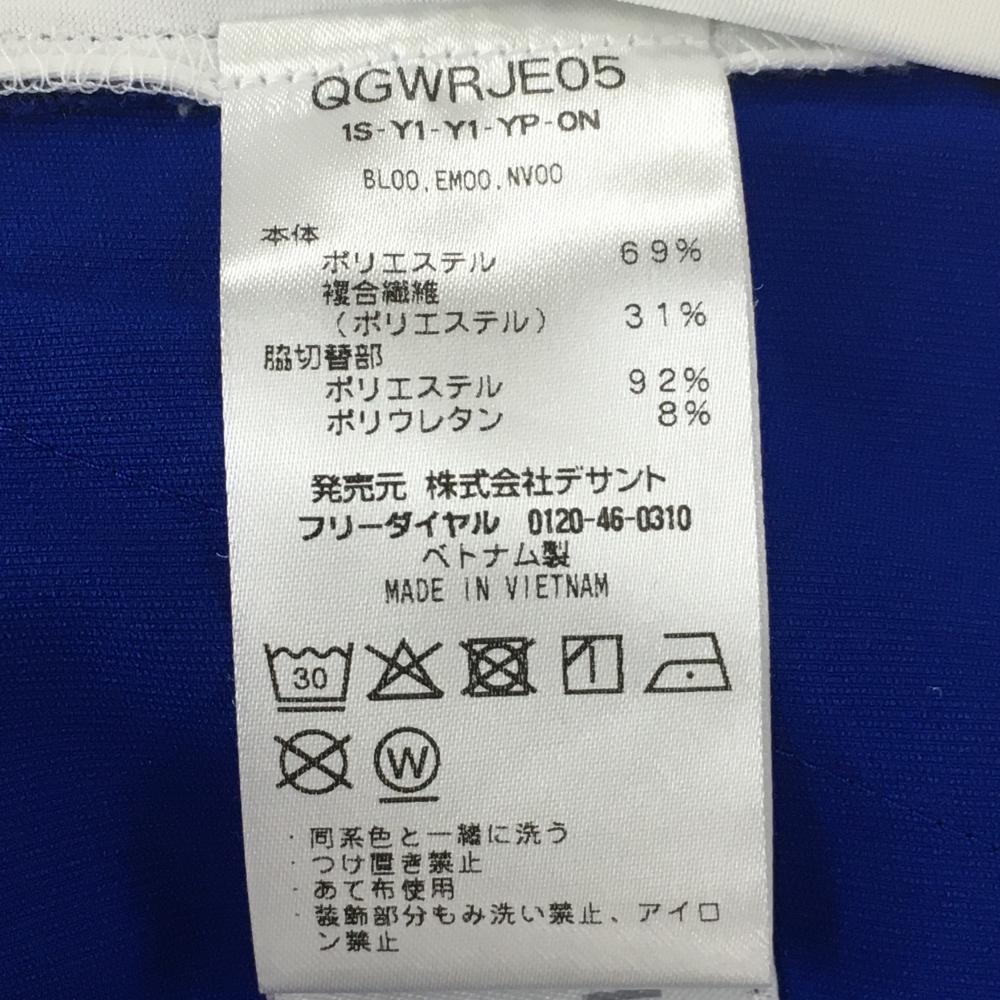 QGWRJE05
1S-Y1-Y1-YP-ON
BL00,EM00,NV00
本体
ポリエステル 69%
複合繊維
(ポリエステル) 31%
脇切替部
ポリエステル 92%
ポリウレタン 8%
発売元 株式会社デサント
フリーダイヤル 0120-46-0310
ベトナム製
MADE IN VIETNAM
30
W
・同系色と一緒に洗う
・つけ置き禁止
・あて布使用
・装飾部分もみ洗い禁止、アイロ
ン禁止